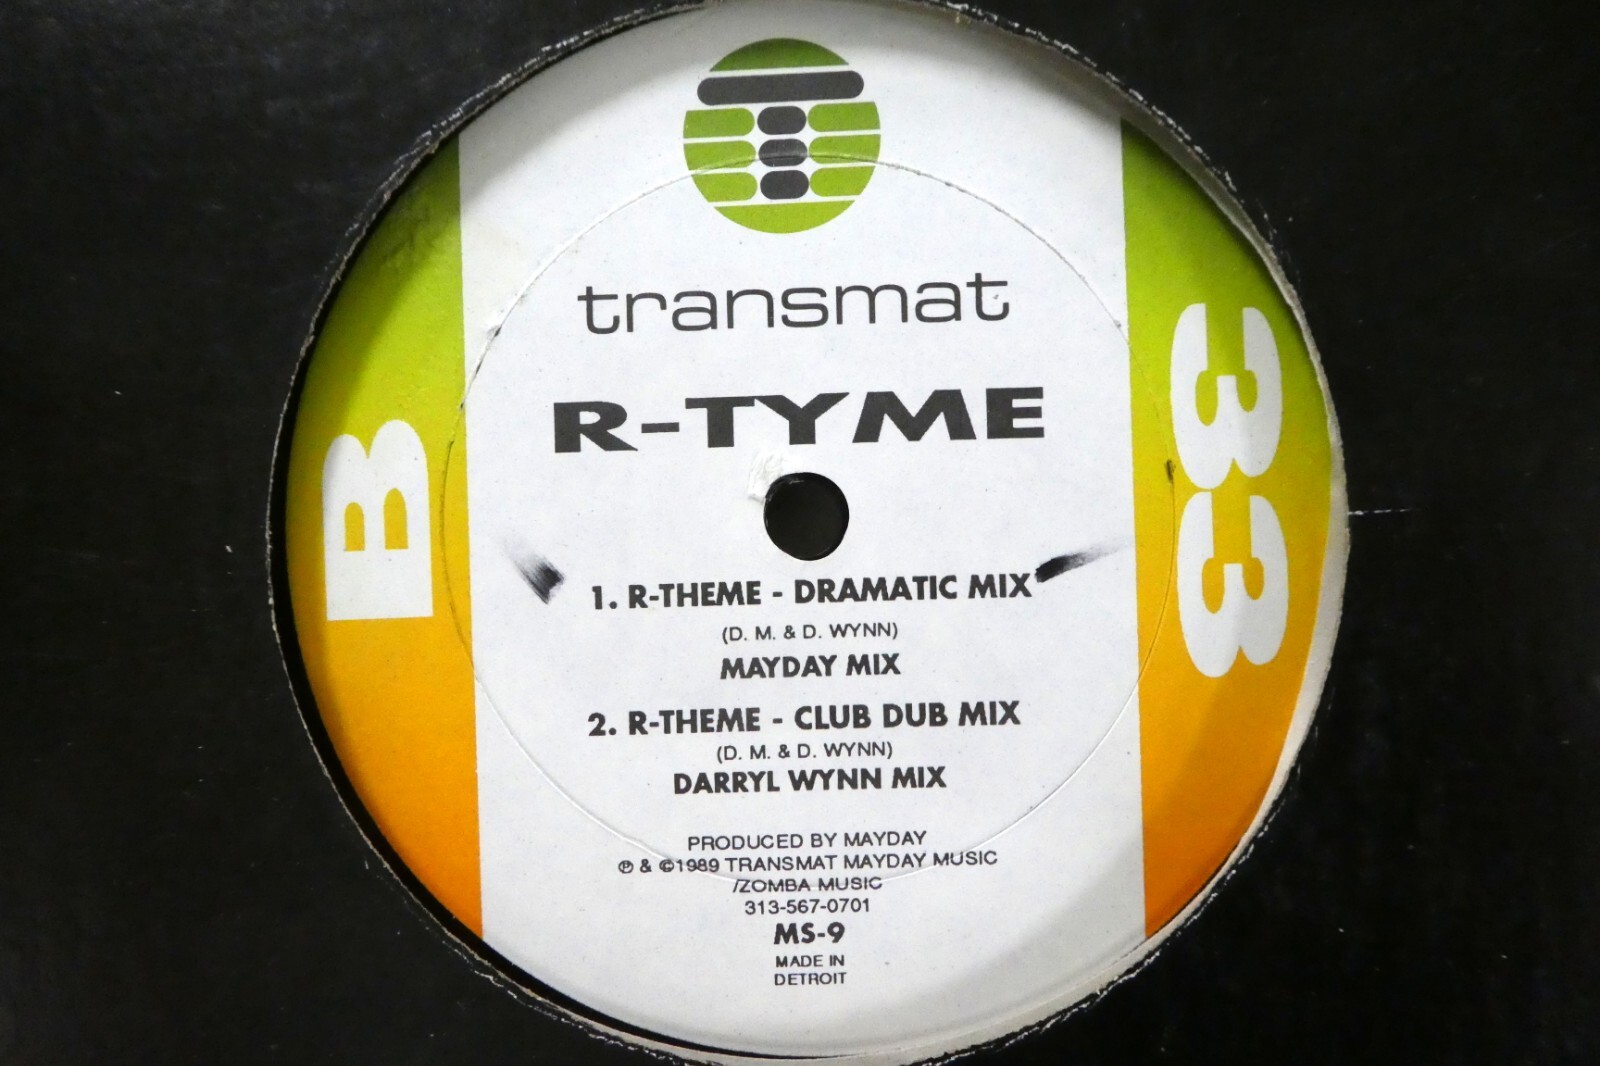 transmat
R-TYME
B
33
1. R-THEME - DRAMATIC MIX
(D. M. & D. WYNN)
MAYDAY MIX
2. R-THEME - CLUB DUB MIX
(D. M. & D. WYNN)
DARRYL WYNN MIX
PRODUCED BY MAYDAY
℗ & ©1989 TRANSMAT MAYDAY MUSIC
/ZOMBA MUSIC
313-567-0701
MS-9
MADE IN
DETROIT